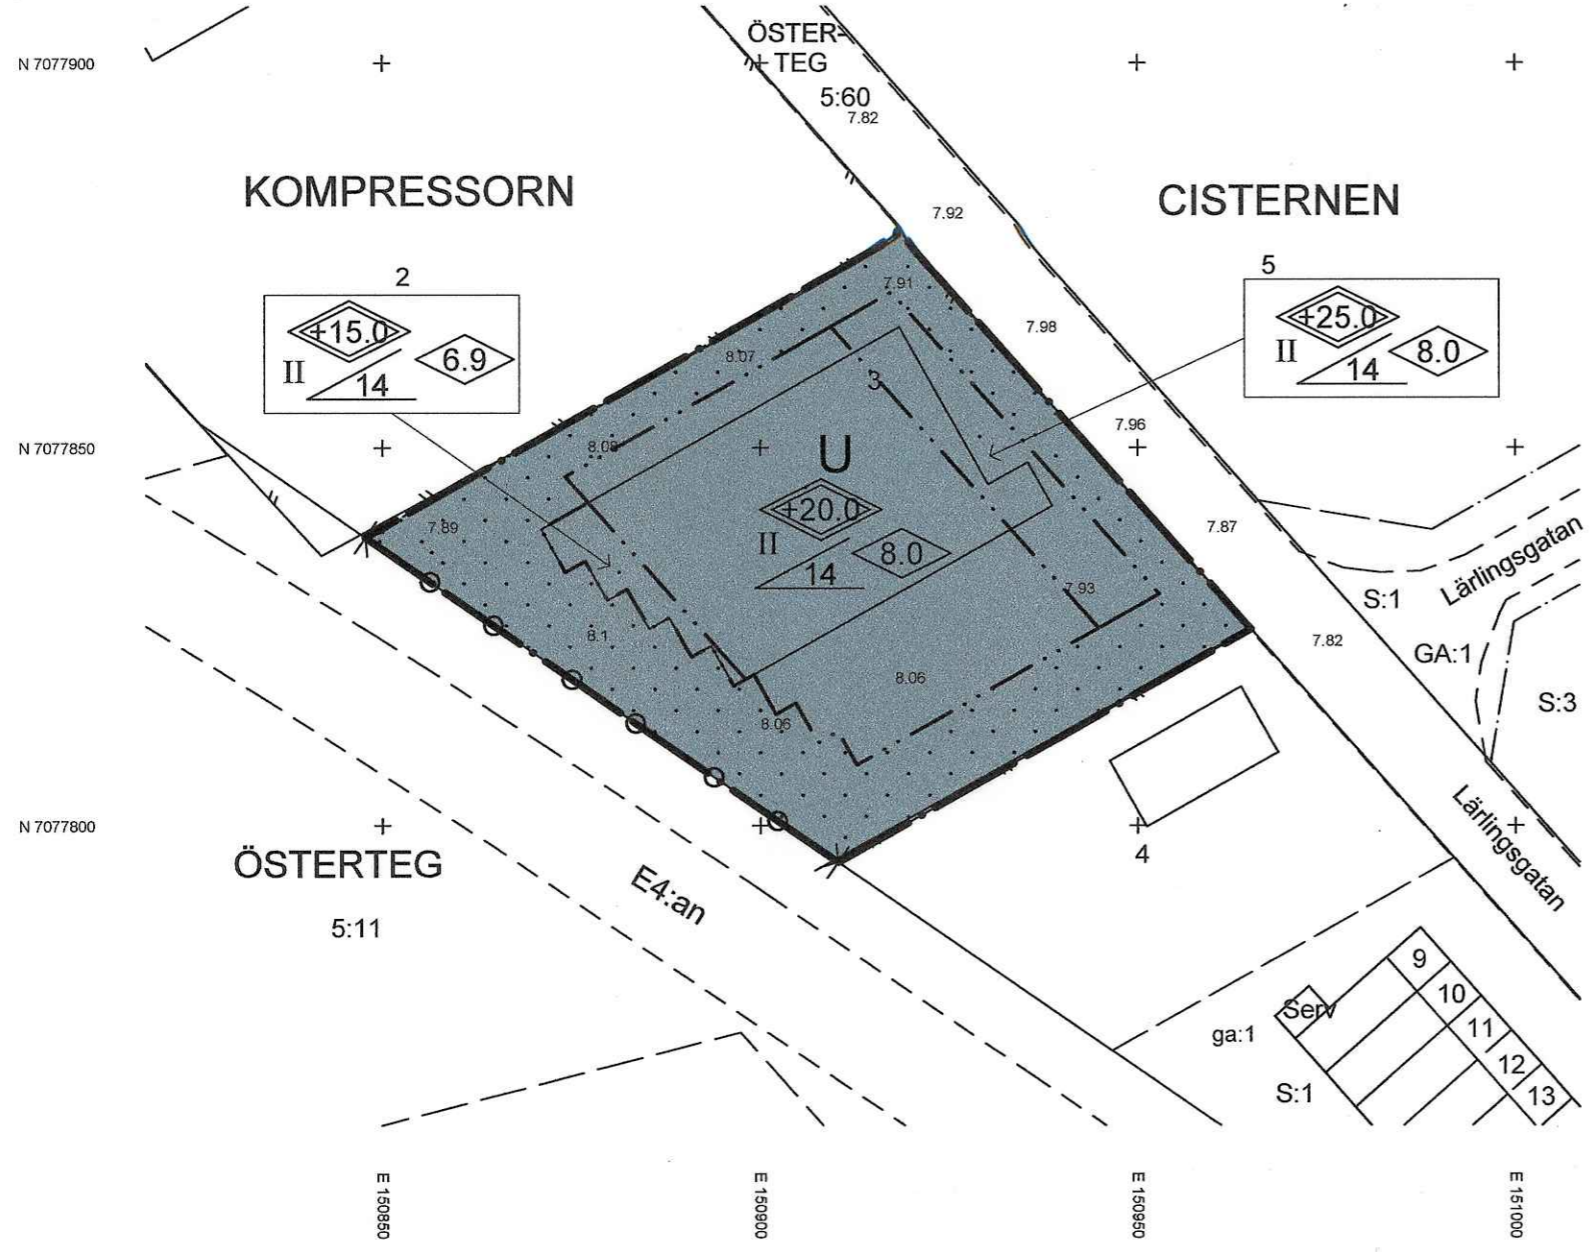 ÖSTER-
N 7077900
TEG
5:60
7.82
KOMPRESSORN
CISTERNEN
7.92
2
5
7.91
+15.0
+25.0
7.98
II
6.9
14
8.07
II
8.0
14
3
7.96
N 7077850
8.08
U
7.89
+20.0
7.87
II
8.0
14
Lärlingsgatan
7.93
S:1
8.1
7.82
GA:1
8.06
S:3
8.06
N 7077800
4
Lärlingsgatan
ÖSTERTEG
E4:an
5:11
9
10
Serv
11
ga:1
12
S:1
13
E 150850
E 150900
E 150950
E 151000